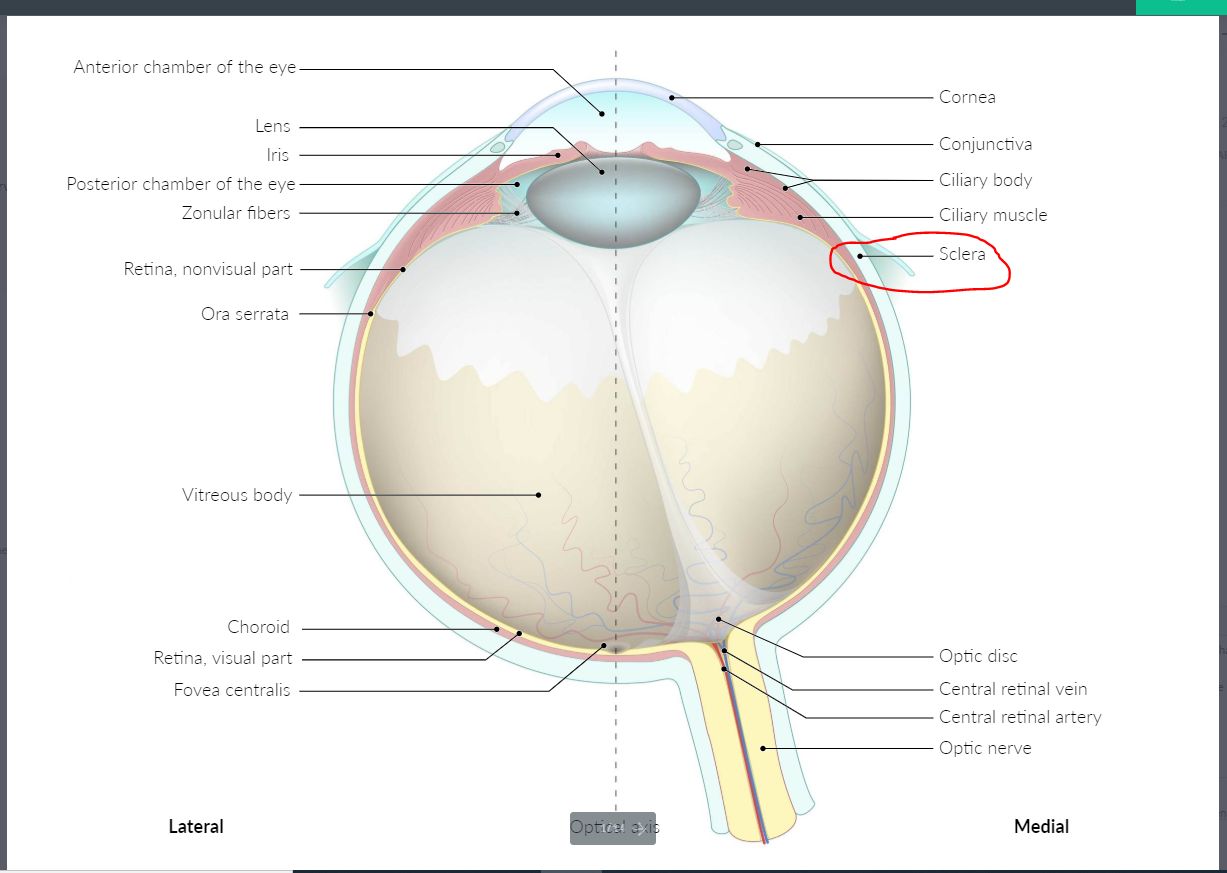 Anterior chamber of the eye
Lens
Iris
Posterior chamber of the eye
Zonular fibers
Retina, nonvisual part
Ora serrata
Vitreous body
Choroid
Retina, visual part
Fovea centralis
Cornea
Conjunctiva
Ciliary body
Ciliary muscle
Sclera
Optic disc
Central retinal vein
Central retinal artery
Optic nerve
Lateral
Optical axis
Medial